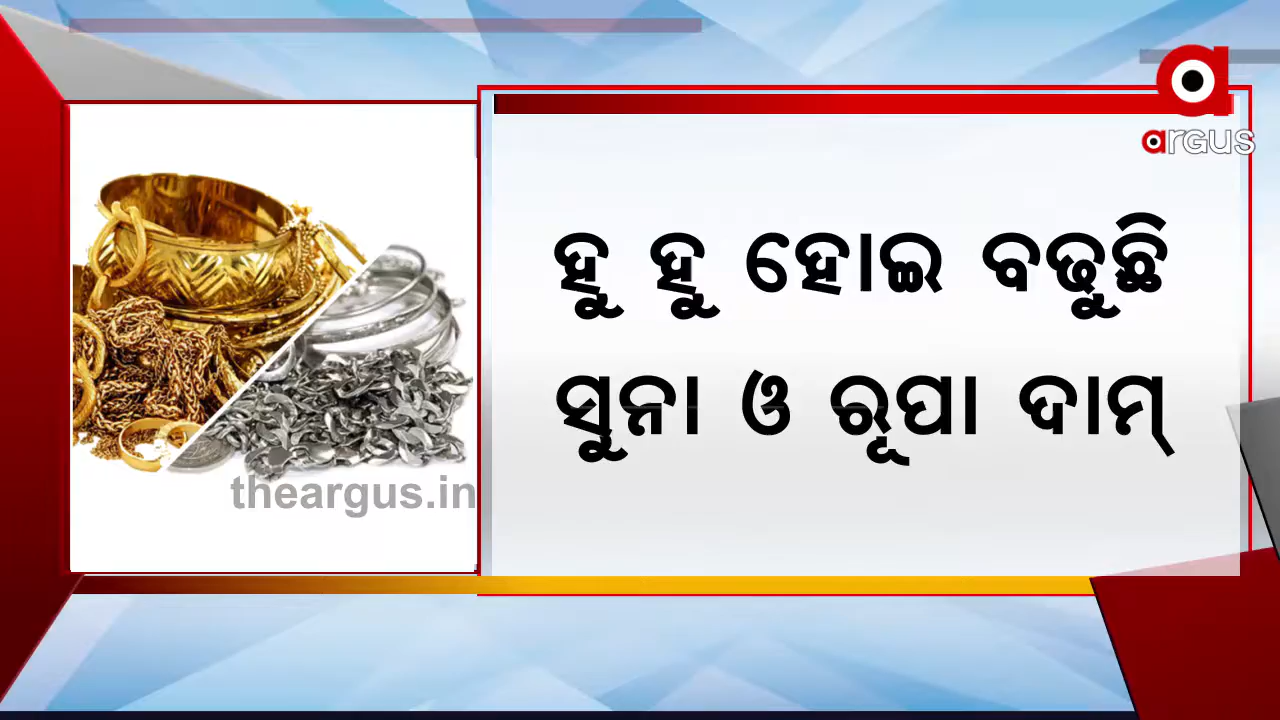 argus
ହୁ ହୁ ହୋଇ ବଢୁଛି
ସୁନା ଓ ରୂପା ଦାମ୍
theargus.in